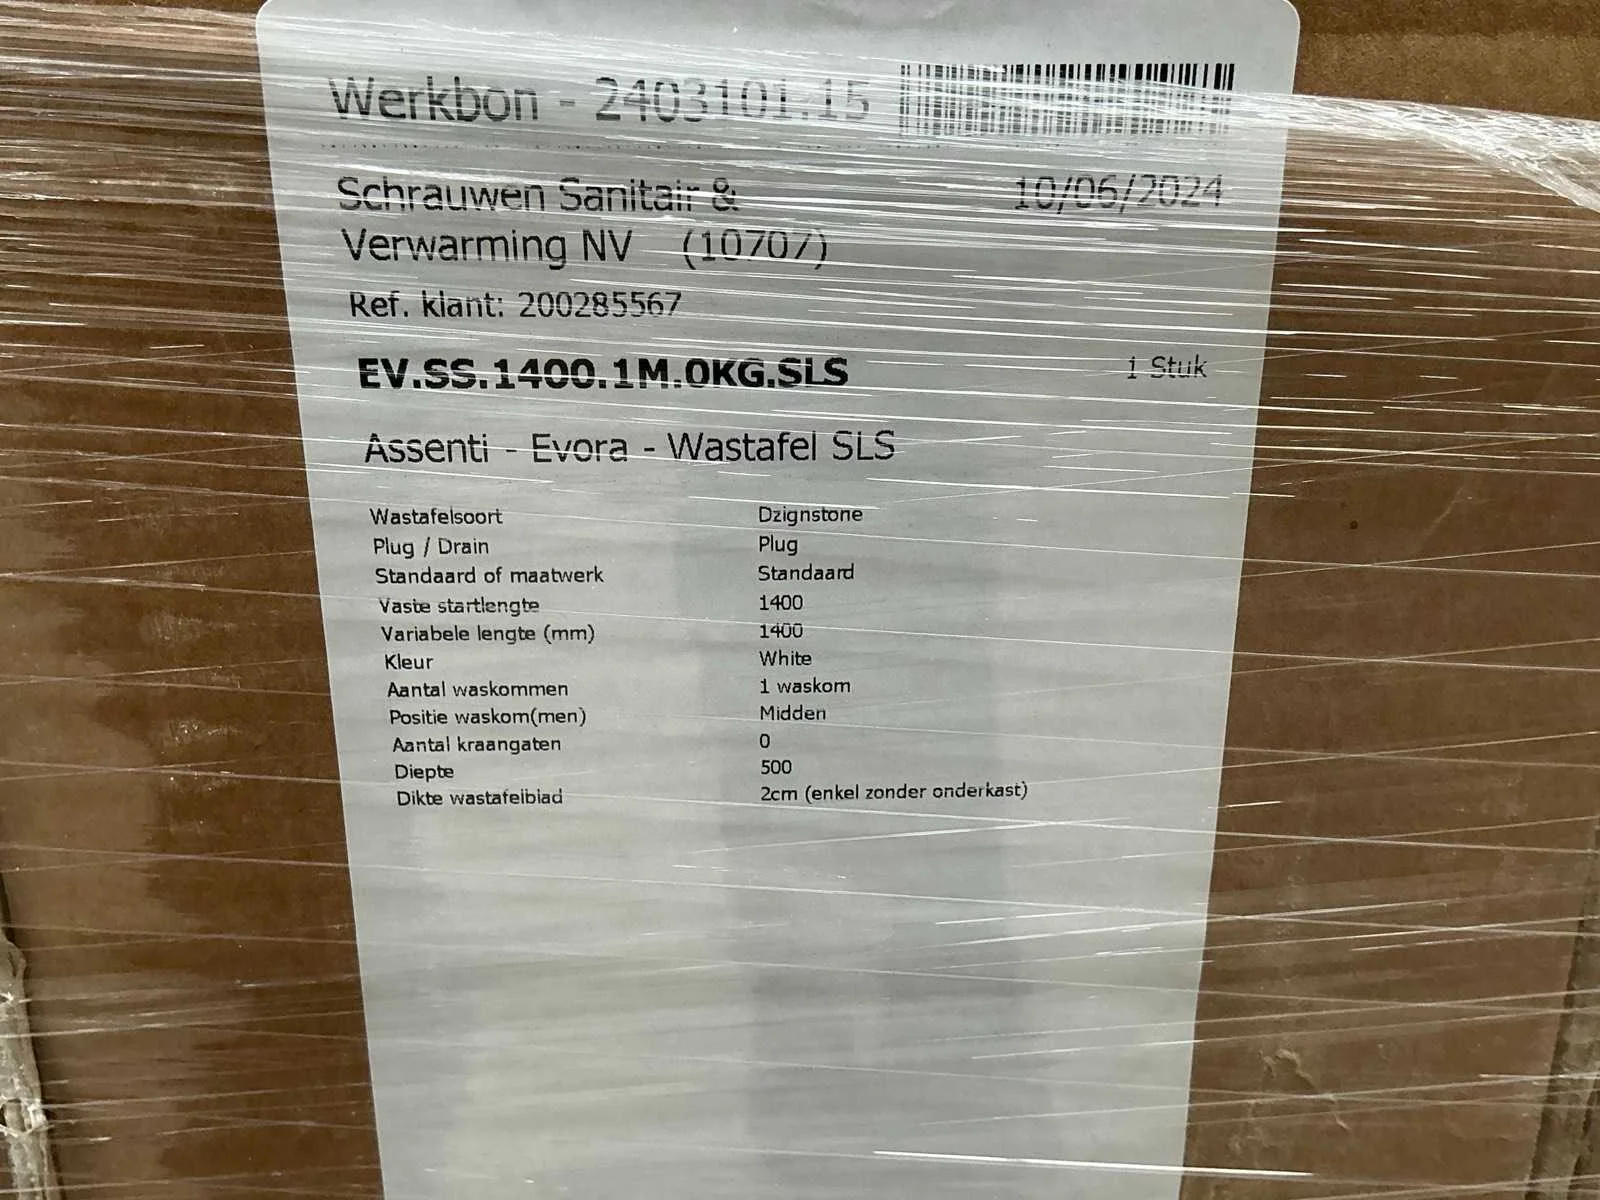 Werkbon - 2403101.15
Schrauwen Sanitair & 10/06/2024
Verwarming NV (10707)
Ref. klant: 200285567
EV.SS.1400.1M.0KG.SLS 1 Stuk
Assenti - Evora - Wastafel SLS
Wastafelsoort Dzignstone
Plug / Drain Plug
Standaard of maatwerk Standaard
Vaste startlengte 1400
Variabele lengte (mm) 1400
Kleur White
Aantal waskommen 1 waskom
Positie waskom(men) Midden
Aantal kraangaten 0
Diepte 500
Dikte wastafelblad 2cm (enkel zonder onderkast)